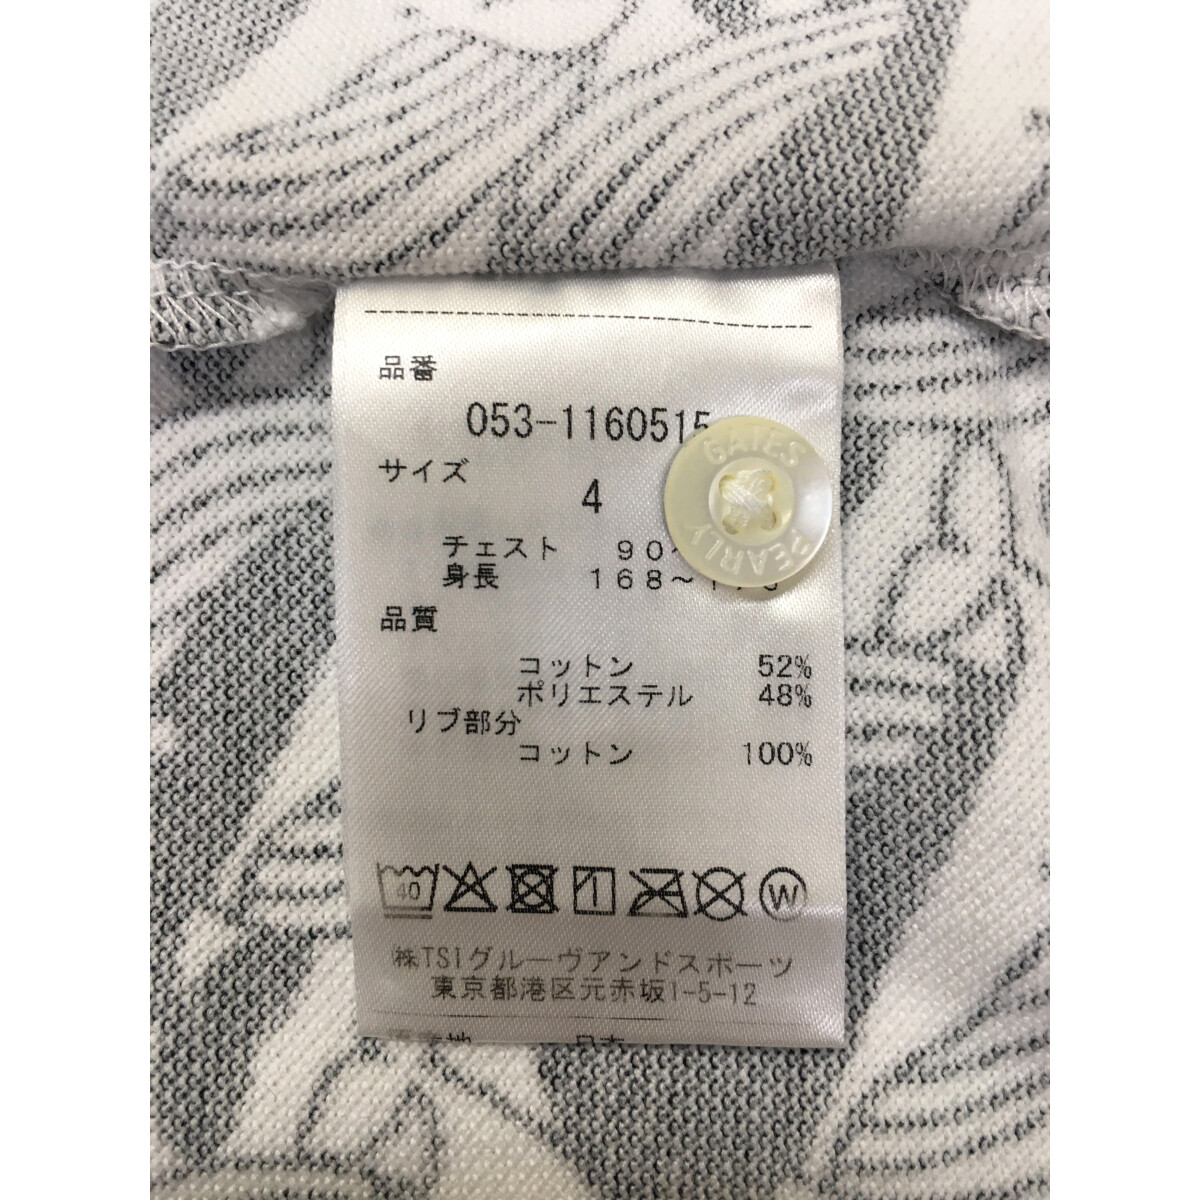 品番
053-1160515
サイズ
4
GATES
PEARLY
チェスト 90~
身長 168~
品質
コットン 52%
ポリエステル 48%
リブ部分
コットン 100%
40
W
㈱TSIグルーヴアンドスポーツ
東京都港区元赤坂1-5-12